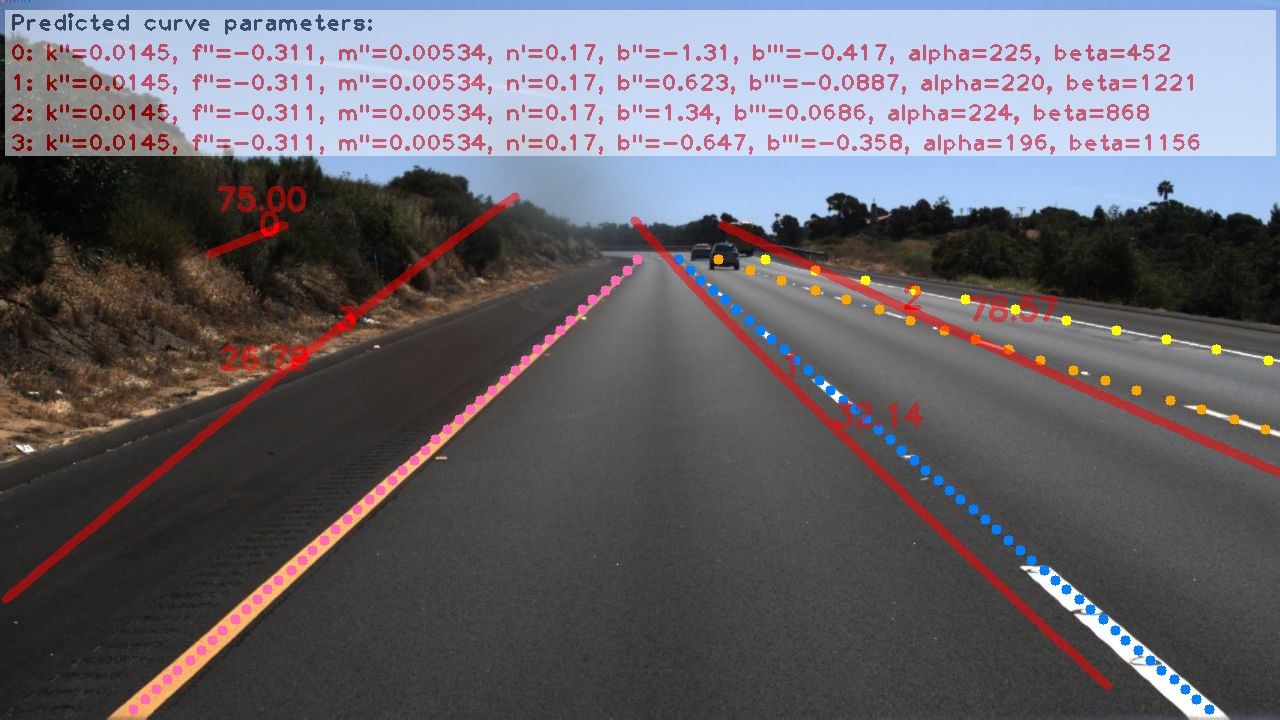 Predicted curve parameters:
0: k''=0.0145, f''=-0.311, m''=0.00534, n'=0.17, b''=-1.31, b'''=-0.417, alpha=225, beta=452
1: k''=0.0145, f''=-0.311, m''=0.00534, n'=0.17, b''=0.623, b'''=-0.0887, alpha=220, beta=1221
2: k''=0.0145, f''=-0.311, m''=0.00534, n'=0.17, b''=1.34, b'''=0.0686, alpha=224, beta=868
3: k''=0.0145, f''=-0.311, m''=0.00534, n'=0.17, b''=-0.647, b'''=-0.358, alpha=196, beta=1156
75.00
0
2
78.57
3
26.79
1